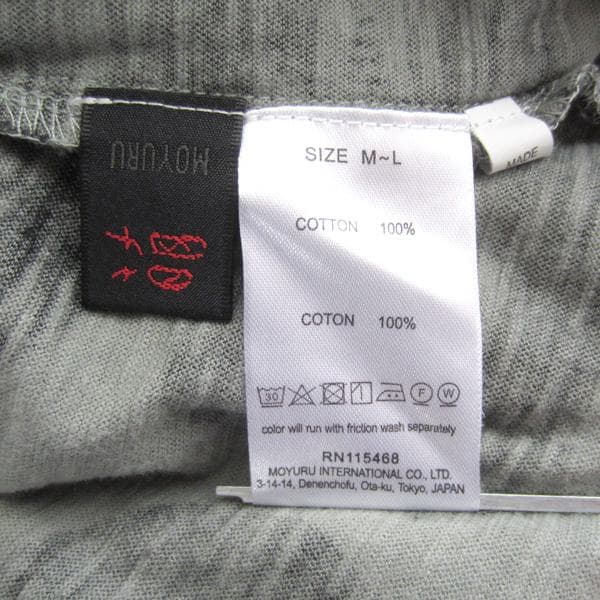 MOYURU
SIZE M~L
COTTON 100%
COTON 100%
30 F W
color will run with friction wash separately
RN115468
MOYURU INTERNATIONAL CO., LTD.
3-14-14, Denenchofu, Ota-ku, Tokyo, JAPAN
MADE